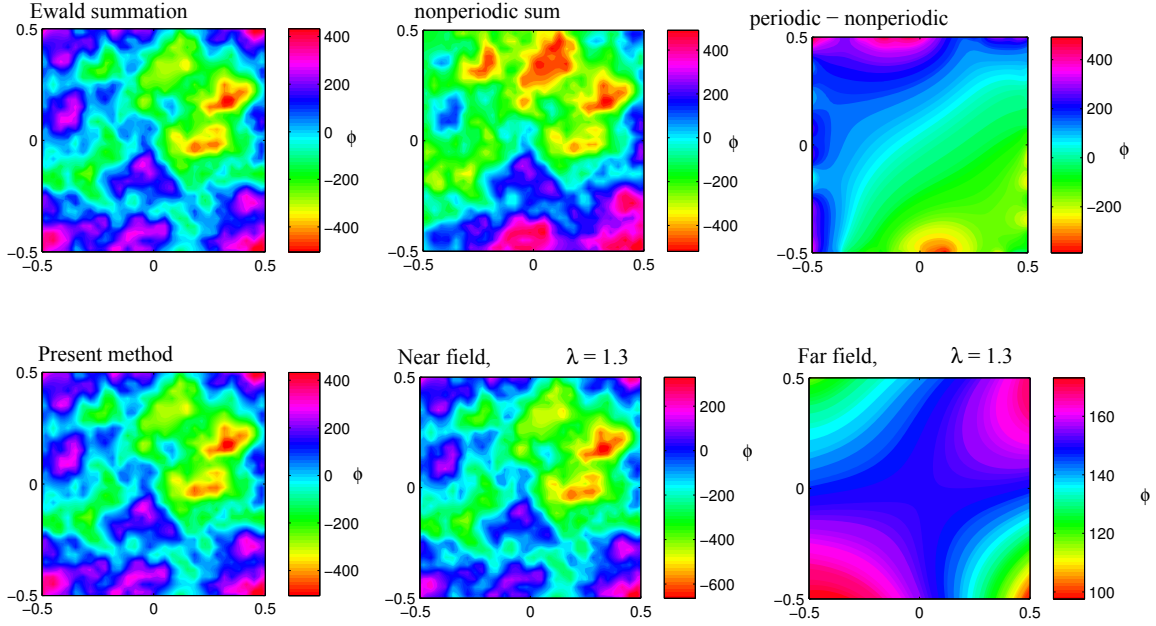 Ewald summation
nonperiodic sum
periodic − nonperiodic
0.5
0
−0.5
−0.5 0 0.5
400
200
0
−200
−400
ϕ
0.5
0
−0.5
−0.5 0 0.5
400
200
0
−200
−400
ϕ
0.5
0
−0.5
−0.5 0 0.5
400
200
0
−200
ϕ
Present method
Near field, λ = 1.3
Far field, λ = 1.3
0.5
0
−0.5
−0.5 0 0.5
400
200
0
−200
−400
ϕ
0.5
0
−0.5
−0.5 0 0.5
200
0
−200
−400
−600
ϕ
0.5
0
−0.5
−0.5 0 0.5
160
140
120
100
ϕ